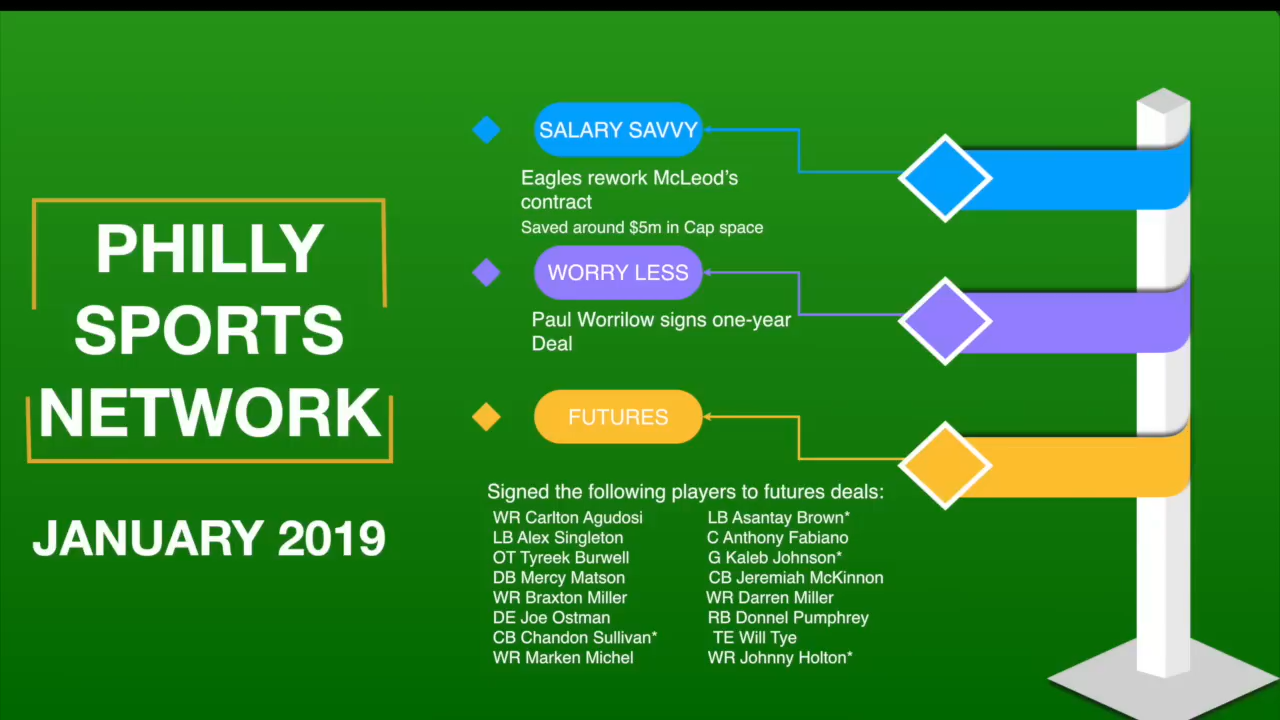 PHILLY
SPORTS
NETWORK
JANUARY 2019
SALARY SAVVY
Eagles rework McLeod's
contract
Saved around $5m in Cap space
WORRY LESS
Paul Worrilow signs one-year
Deal
FUTURES
Signed the following players to futures deals:
WR Carlton Agudosi
LB Alex Singleton
OT Tyreek Burwell
DB Mercy Matson
WR Braxton Miller
DE Joe Ostman
CB Chandon Sullivan*
WR Marken Michel
LB Asantay Brown*
C Anthony Fabiano
G Kaleb Johnson*
CB Jeremiah McKinnon
WR Darren Miller
RB Donnel Pumphrey
TE Will Tye
WR Johnny Holton*